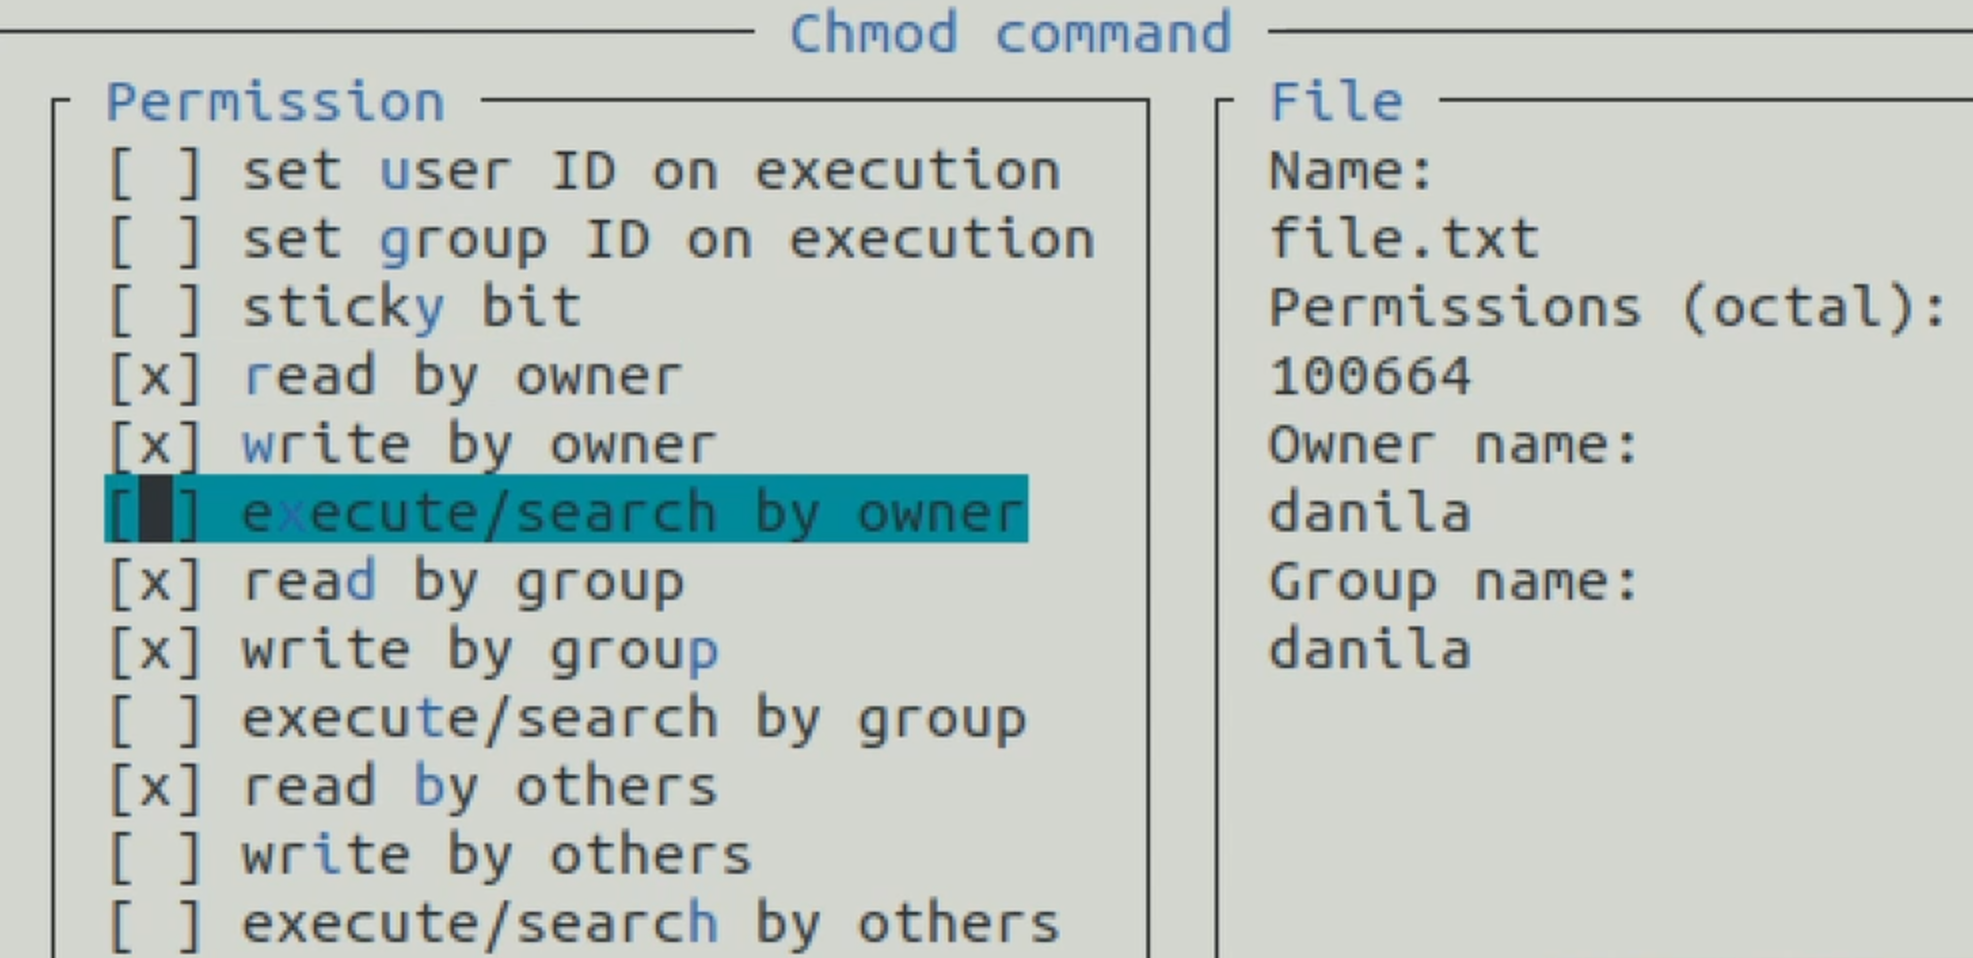 Chmod command
Permission
[ ] set user ID on execution
[ ] set group ID on execution
[ ] sticky bit
[x] read by owner
[x] write by owner
[ ] execute/search by owner
[x] read by group
[x] write by group
[ ] execute/search by group
[x] read by others
[ ] write by others
[ ] execute/search by others
File
Name:
file.txt
Permissions (octal):
100664
Owner name:
danila
Group name:
danila